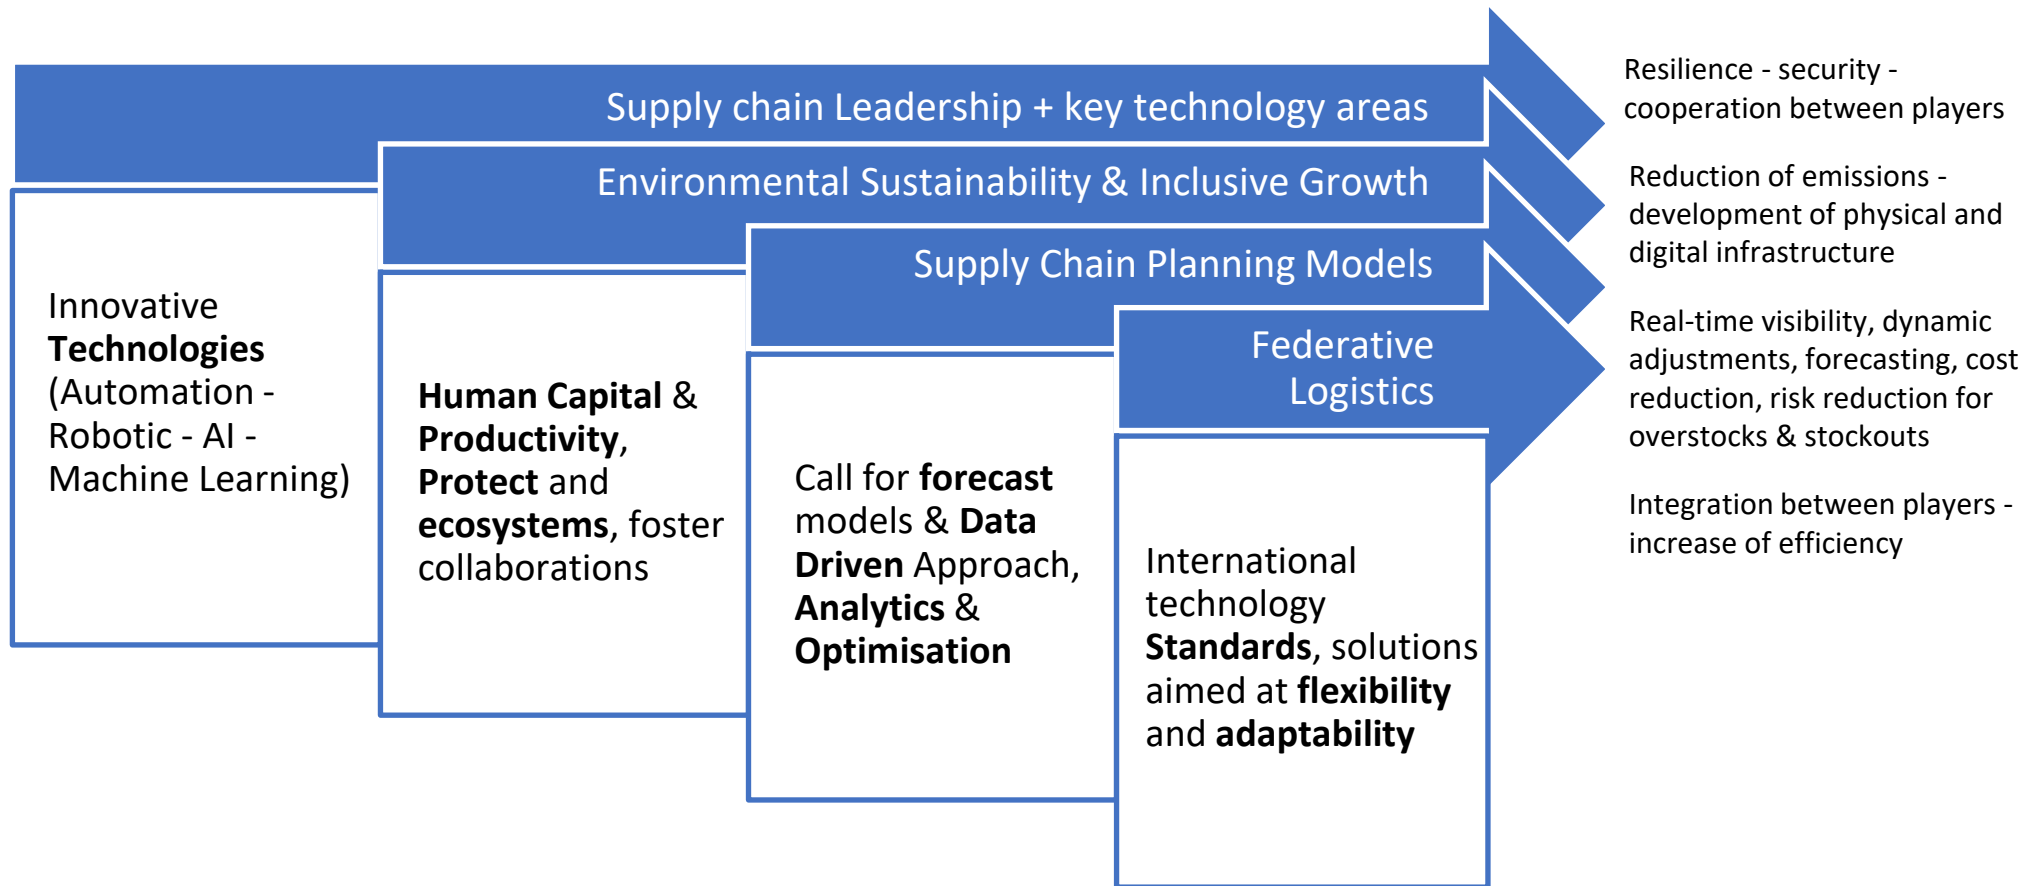 Supply chain Leadership + key technology areas
Resilience - security -
cooperation between players
Environmental Sustainability & Inclusive Growth
Reduction of emissions -
development of physical and
digital infrastructure
Supply Chain Planning Models
Real-time visibility, dynamic
adjustments, forecasting, cost
reduction, risk reduction for
overstocks & stockouts
Federative
Logistics
Integration between players -
increase of efficiency
Innovative
Technologies
(Automation -
Robotic - AI -
Machine Learning)
Human Capital &
Productivity,
Protect and
ecosystems, foster
collaborations
Call for forecast
models & Data
Driven Approach,
Analytics &
Optimisation
International
technology
Standards, solutions
aimed at flexibility
and adaptability